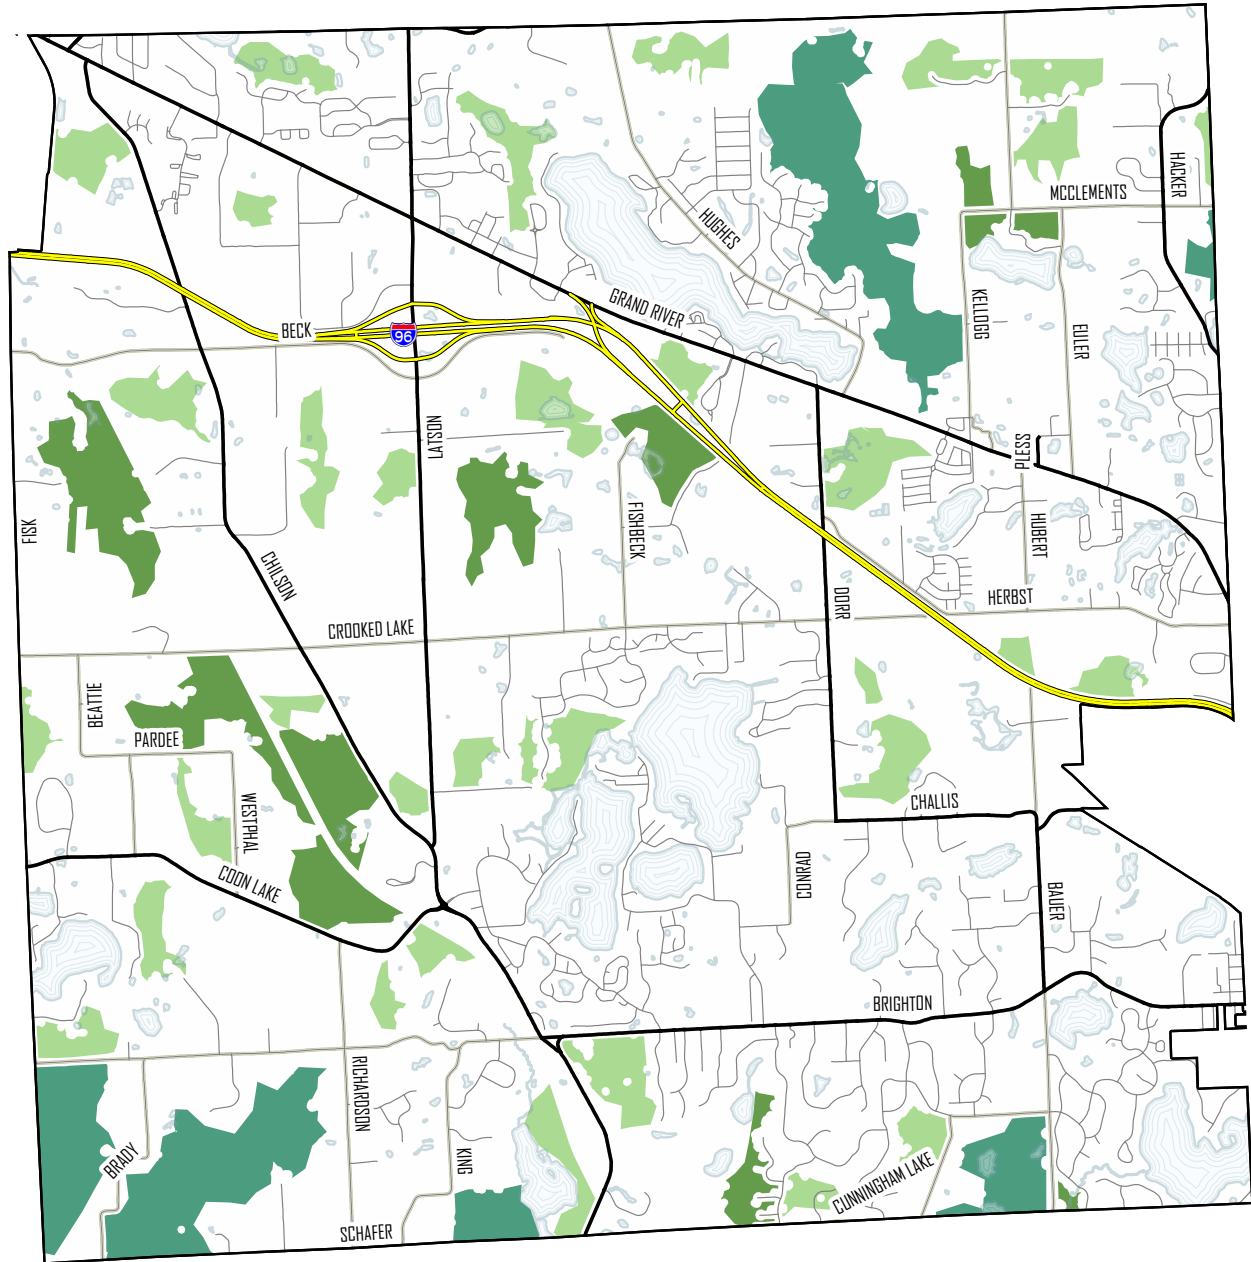 HACKER
MCCLEMENTS
HUGHES
GRAND RIVER
KELLOGG
EULER
BECK
96
LATSON
PLESS
FISK
FISHBECK
HUBERT
CHILSON
DORR
HERBST
CROOKED LAKE
BEATTIE
PARDEE
WESTPHAL
CHALLIS
COON LAKE
CONRAD
BAUER
BRIGHTON
RICHARDSON
BRADY
KING
CUNNINGHAM LAKE
SCHAFER